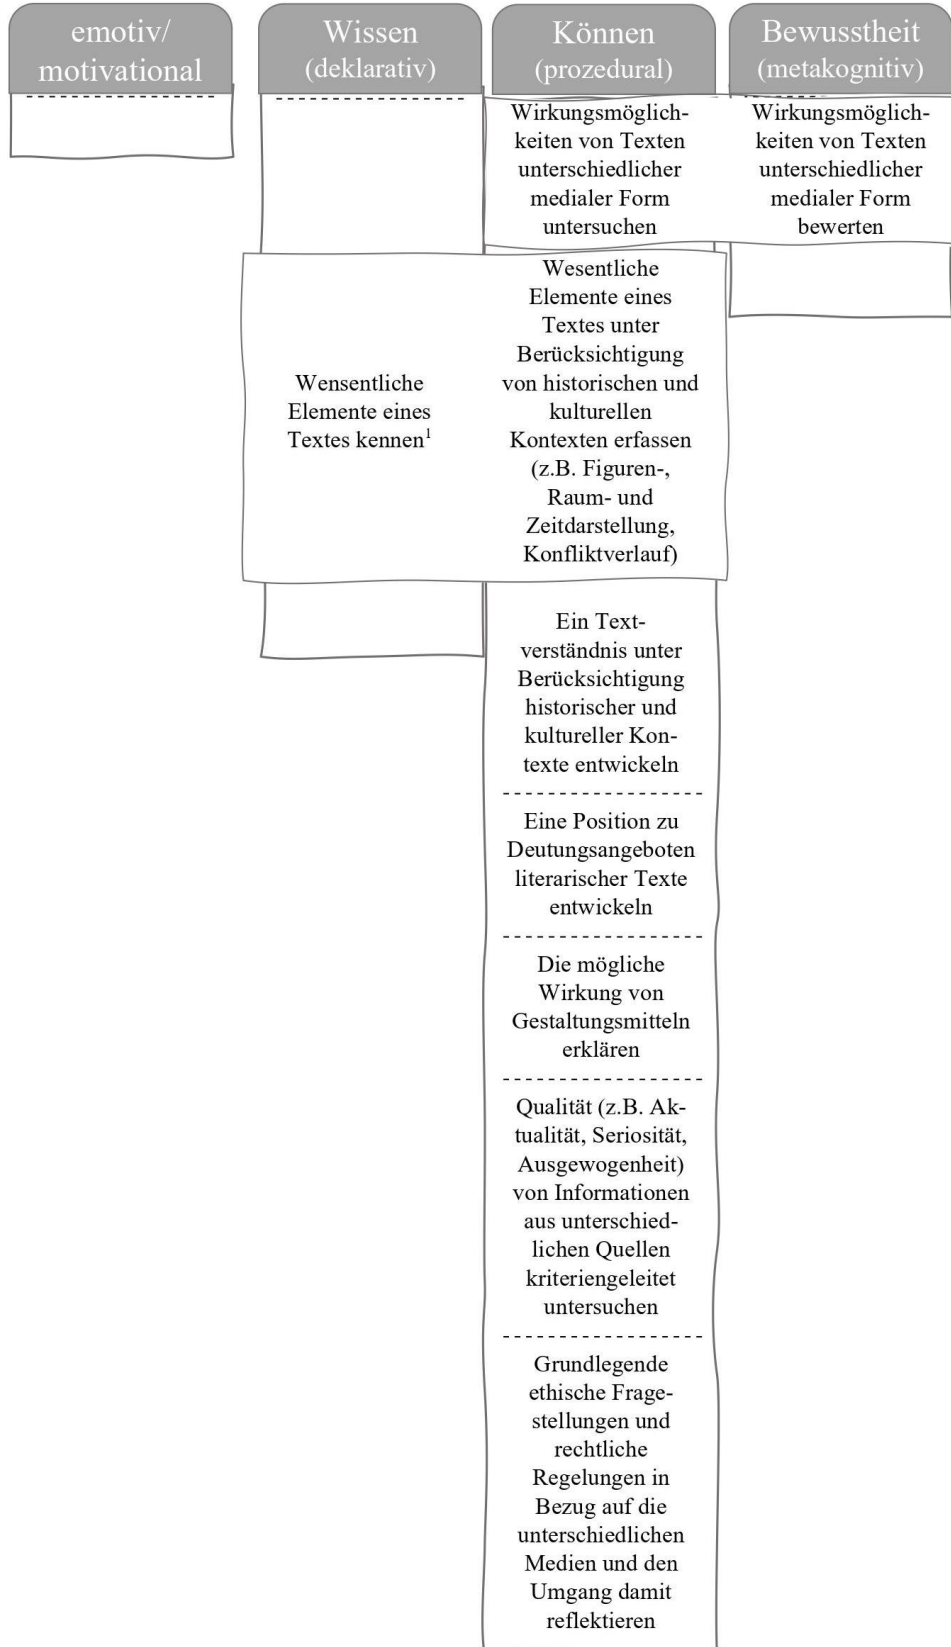 emotiv/
motivational
Wissen
(deklarativ)
Können
(prozedural)
Bewusstheit
(metakognitiv)
Wirkungsmöglich-
keiten von Texten
unterschiedlicher
medialer Form
untersuchen
Wirkungsmöglich-
keiten von Texten
unterschiedlicher
medialer Form
bewerten
Wensentliche
Elemente eines
Textes kennen¹
Wesentliche
Elemente eines
Textes unter
Berücksichtigung
von historischen und
kulturellen
Kontexten erfassen
(z.B. Figuren-,
Raum- und
Zeitdarstellung,
Konfliktverlauf)
Ein Text-
verständnis unter
Berücksichtigung
historischer und
kultureller Kon-
texte entwickeln
Eine Position zu
Deutungsangeboten
literarischer Texte
entwickeln
Die mögliche
Wirkung von
Gestaltungsmitteln
erklären
Qualität (z.B. Ak-
tualität, Seriosität,
Ausgewogenheit)
von Informationen
aus unterschied-
lichen Quellen
kriteriengeleitet
untersuchen
Grundlegende
ethische Frage-
stellungen und
rechtliche
Regelungen in
Bezug auf die
unterschiedlichen
Medien und den
Umgang damit
reflektieren